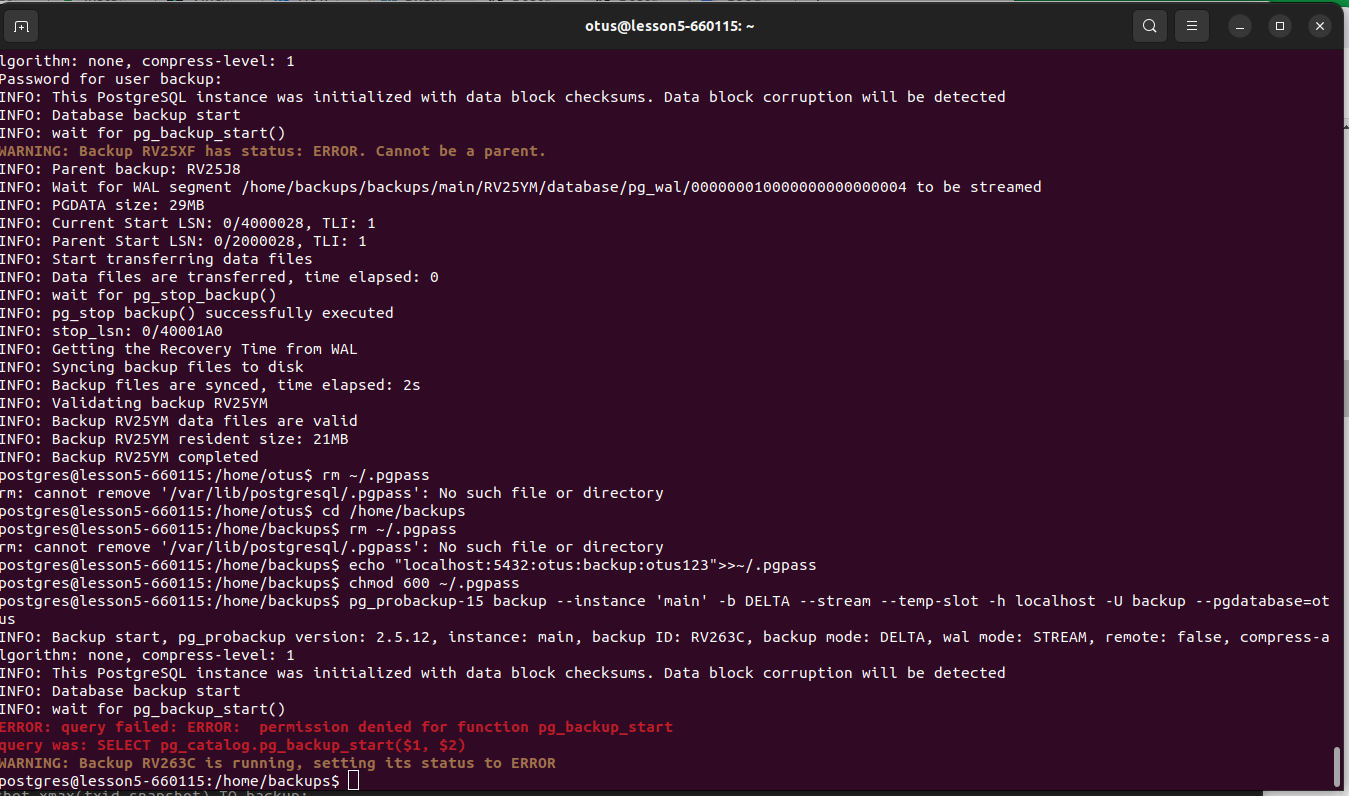 otus@lesson5-660115: ~
lgorithm: none, compress-level: 1
Password for user backup:
INFO: This PostgreSQL instance was initialized with data block checksums. Data block corruption will be detected
INFO: Database backup start
INFO: wait for pg_backup_start()
WARNING: Backup RV25XF has status: ERROR. Cannot be a parent.
INFO: Parent backup: RV25J8
INFO: Wait for WAL segment /home/backups/backups/main/RV25YM/database/pg_wal/000000010000000000000004 to be streamed
INFO: PGDATA size: 29MB
INFO: Current Start LSN: 0/4000028, TLI: 1
INFO: Parent Start LSN: 0/2000028, TLI: 1
INFO: Start transferring data files
INFO: Data files are transferred, time elapsed: 0
INFO: wait for pg_stop_backup()
INFO: pg_stop backup() successfully executed
INFO: stop_lsn: 0/40001A0
INFO: Getting the Recovery Time from WAL
INFO: Syncing backup files to disk
INFO: Backup files are synced, time elapsed: 2s
INFO: Validating backup RV25YM
INFO: Backup RV25YM data files are valid
INFO: Backup RV25YM resident size: 21MB
INFO: Backup RV25YM completed
postgres@lesson5-660115:/home/otus$ rm ~/.pgpass
rm: cannot remove '/var/lib/postgresql/.pgpass': No such file or directory
postgres@lesson5-660115:/home/otus$ cd /home/backups
postgres@lesson5-660115:/home/backups$ rm ~/.pgpass
rm: cannot remove '/var/lib/postgresql/.pgpass': No such file or directory
postgres@lesson5-660115:/home/backups$ echo "localhost:5432:otus:backup:otus123">>~/.pgpass
postgres@lesson5-660115:/home/backups$ chmod 600 ~/.pgpass
postgres@lesson5-660115:/home/backups$ pg_probackup-15 backup --instance 'main' -b DELTA --stream --temp-slot -h localhost -U backup --pgdatabase=ot
us
INFO: Backup start, pg_probackup version: 2.5.12, instance: main, backup ID: RV263C, backup mode: DELTA, wal mode: STREAM, remote: false, compress-a
lgorithm: none, compress-level: 1
INFO: This PostgreSQL instance was initialized with data block checksums. Data block corruption will be detected
INFO: Database backup start
INFO: wait for pg_backup_start()
ERROR: query failed: ERROR:  permission denied for function pg_backup_start
query was: SELECT pg_catalog.pg_backup_start($1, $2)
WARNING: Backup RV263C is running, setting its status to ERROR
postgres@lesson5-660115:/home/backups$